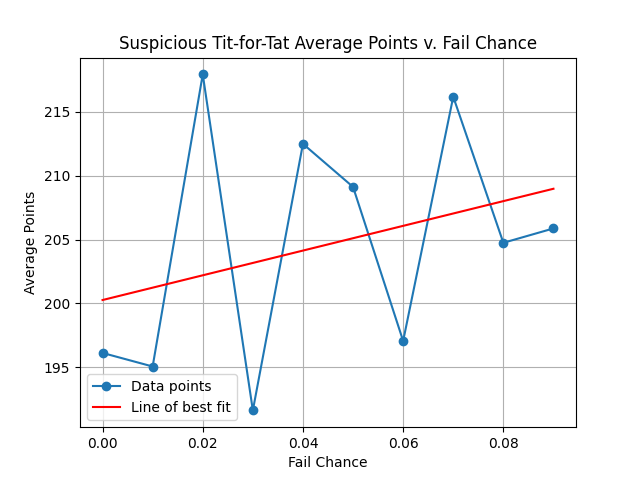 Suspicious Tit-for-Tat Average Points v. Fail Chance
Average Points
215
210
205
200
195
Data points
Line of best fit
0.00 0.02 0.04 0.06 0.08
Fail Chance